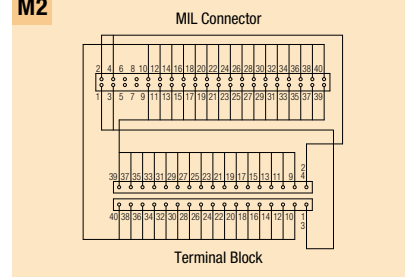 M2
MIL Connector
2 4 6 8 10 12 14 16 18 20 22 24 26 28 30 32 34 36 38 40
1 3 5 7 9 11 13 15 17 19 21 23 25 27 29 31 33 35 37 39
39 37 35 33 31 29 27 25 23 21 19 17 15 13 11 9 4 2
40 38 36 34 32 30 28 26 24 22 20 18 16 14 12 10 1
3
Terminal Block